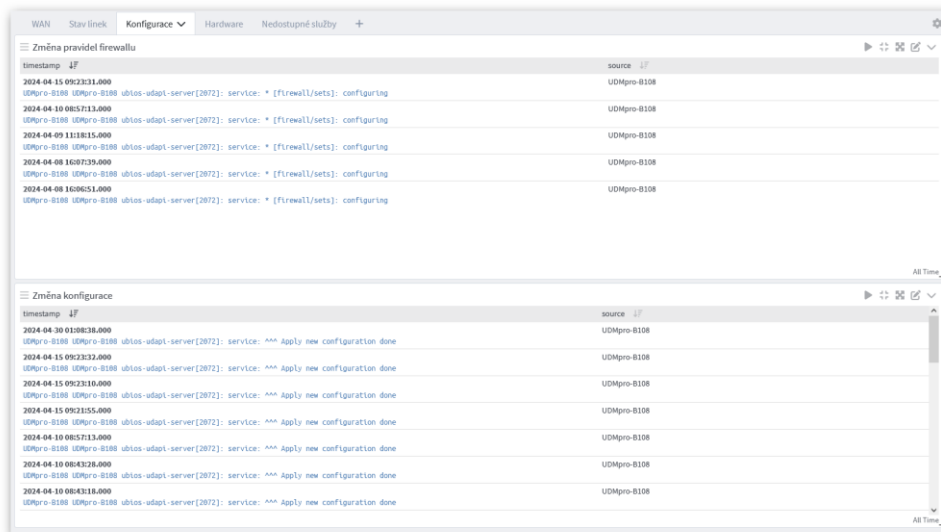 WAN Stav linek Konfigurace Hardware Nedostupné služby +
Změna pravidel firewallu
timestamp source
2024-04-15 09:23:31.000 UDMpro-B108
UDMpro-B108 UDMpro-B108 ubios-udapi-server[2072]: service: * [firewall/sets]: configuring
2024-04-10 08:57:13.000 UDMpro-B108
UDMpro-B108 UDMpro-B108 ubios-udapi-server[2072]: service: * [firewall/sets]: configuring
2024-04-09 11:18:15.000 UDMpro-B108
UDMpro-B108 UDMpro-B108 ubios-udapi-server[2072]: service: * [firewall/sets]: configuring
2024-04-08 16:07:39.000 UDMpro-B108
UDMpro-B108 UDMpro-B108 ubios-udapi-server[2072]: service: * [firewall/sets]: configuring
2024-04-08 16:06:51.000 UDMpro-B108
UDMpro-B108 UDMpro-B108 ubios-udapi-server[2072]: service: * [firewall/sets]: configuring
All Time
Změna konfigurace
timestamp source
2024-04-30 01:08:38.000 UDMpro-B108
UDMpro-B108 UDMpro-B108 ubios-udapi-server[2072]: service: ^^^ Apply new configuration done
2024-04-15 09:23:32.000 UDMpro-B108
UDMpro-B108 UDMpro-B108 ubios-udapi-server[2072]: service: ^^^ Apply new configuration done
2024-04-15 09:23:10.000 UDMpro-B108
UDMpro-B108 UDMpro-B108 ubios-udapi-server[2072]: service: ^^^ Apply new configuration done
2024-04-15 09:21:55.000 UDMpro-B108
UDMpro-B108 UDMpro-B108 ubios-udapi-server[2072]: service: ^^^ Apply new configuration done
2024-04-10 08:57:13.000 UDMpro-B108
UDMpro-B108 UDMpro-B108 ubios-udapi-server[2072]: service: ^^^ Apply new configuration done
2024-04-10 08:43:28.000 UDMpro-B108
UDMpro-B108 UDMpro-B108 ubios-udapi-server[2072]: service: ^^^ Apply new configuration done
2024-04-10 08:43:18.000 UDMpro-B108
UDMpro-B108 UDMpro-B108 ubios-udapi-server[2072]: service: ^^^ Apply new configuration done
All Time